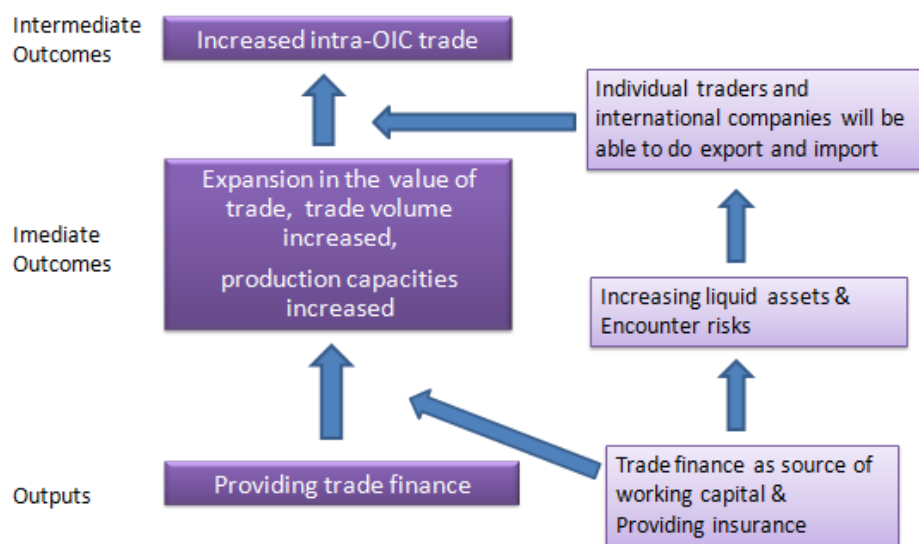 Intermediate
Outcomes
Increased intra-OIC trade
Individual traders and
international companies will be
able to do export and import
Expansion in the value of
trade, trade volume
increased,
production capacities
increased
Imediate
Outcomes
Increasing liquid assets &
Encounter risks
Outputs
Providing trade finance
Trade finance as source of
working capital &
Providing insurance